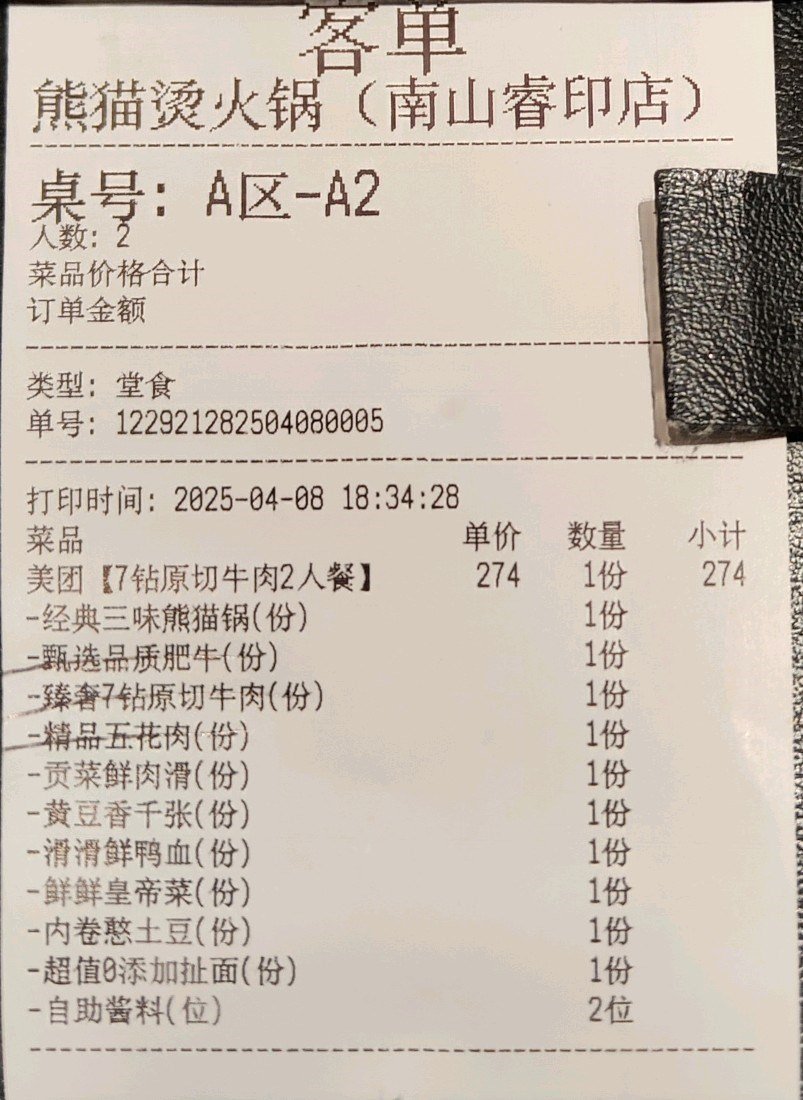 客单
熊猫烫火锅（南山睿印店）
桌号: A区-A2
人数: 2
菜品价格合计
订单金额
类型: 堂食
单号: 122921282504080005
打印时间: 2025-04-08 18:34:28
菜品 单价 数量 小计
美团【7钻原切牛肉2人餐】 274 1份 274
-经典三味熊猫锅(份) 1份
-甄选品质肥牛(份) 1份
-臻奢7钻原切牛肉(份) 1份
-精品五花肉(份) 1份
-贡菜鲜肉滑(份) 1份
-黄豆香千张(份) 1份
-滑滑鲜鸭血(份) 1份
-鲜鲜皇帝菜(份) 1份
-内卷憨土豆(份) 1份
-超值0添加扯面(份) 1份
-自助酱料(位) 2位